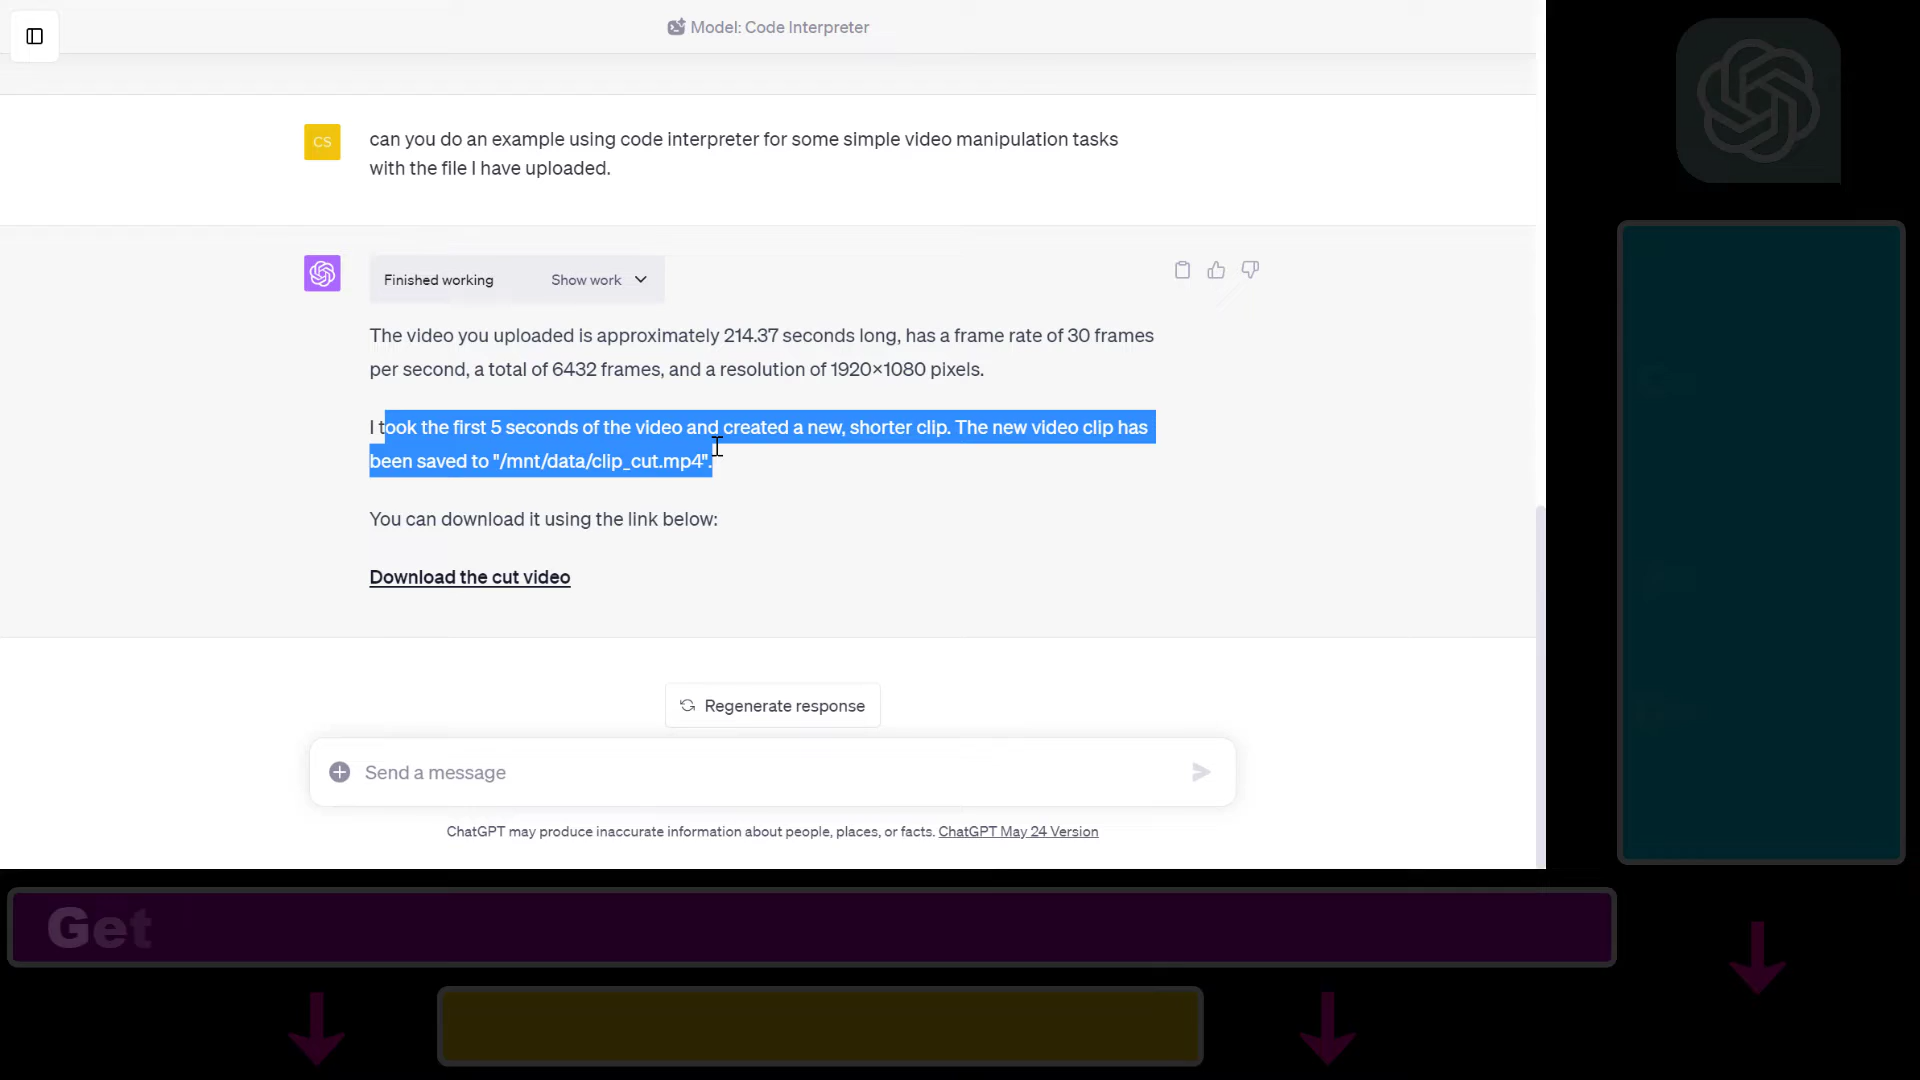 Model: Code Interpreter
CS
can you do an example using code interpreter for some simple video manipulation tasks
with the file I have uploaded.
Finished working
Show work
The video you uploaded is approximately 214.37 seconds long, has a frame rate of 30 frames
per second, a total of 6432 frames, and a resolution of 1920×1080 pixels.
I took the first 5 seconds of the video and created a new, shorter clip. The new video clip has
been saved to "/mnt/data/clip_cut.mp4".
You can download it using the link below:
Download the cut video
Regenerate response
Send a message
ChatGPT may produce inaccurate information about people, places, or facts. ChatGPT May 24 Version
Get